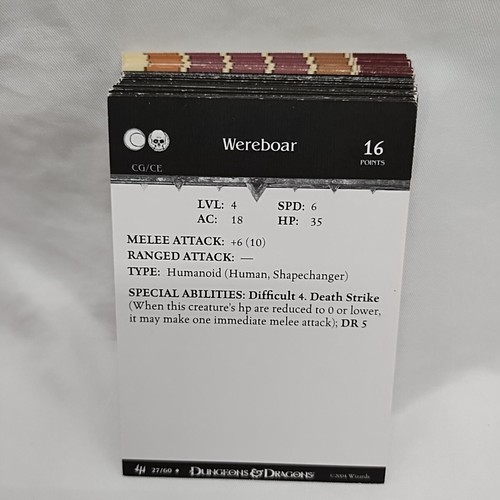 Wereboar
16
POINTS
CG/CE
LVL: 4 SPD: 6
AC: 18 HP: 35
MELEE ATTACK: +6 (10)
RANGED ATTACK: —
TYPE: Humanoid (Human, Shapechanger)
SPECIAL ABILITIES: Difficult 4. Death Strike
(When this creature's hp are reduced to 0 or lower,
it may make one immediate melee attack); DR 5
27/60 DUNGEONS & DRAGONS ©2004 Wizards